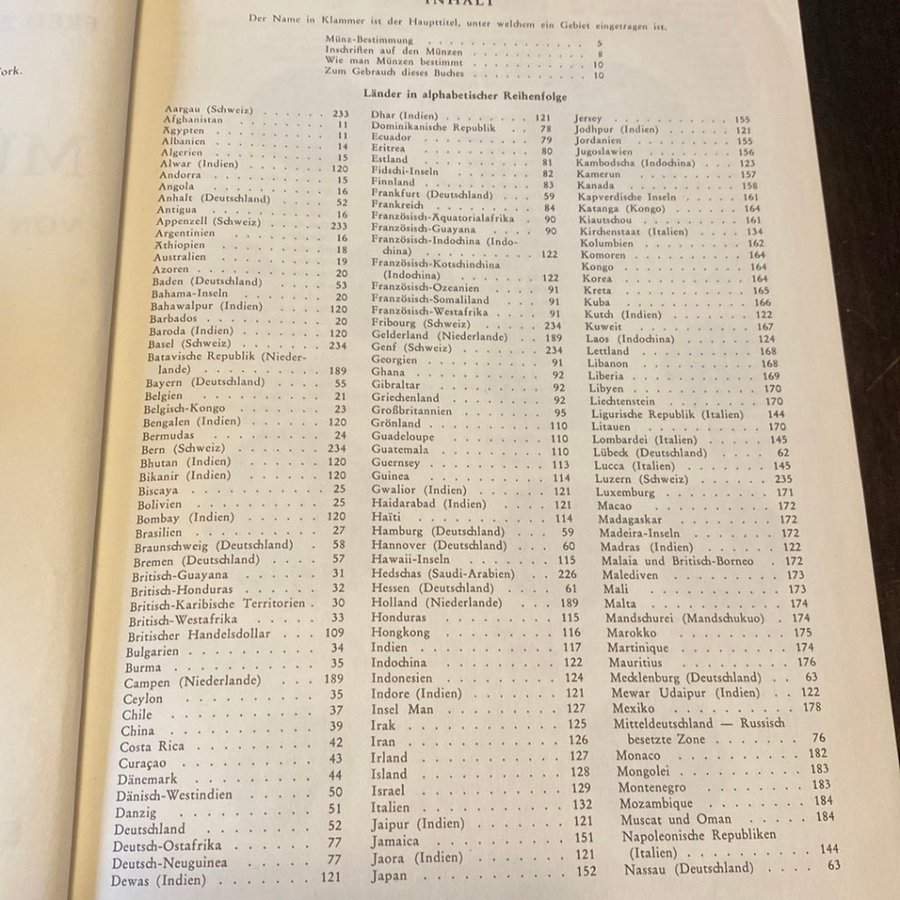 York.
INHALT
Der Name in Klammer ist der Haupttitel, unter welchem ein Gebiet eingetragen ist.
Münz-Bestimmung 5
Inschriften auf den Münzen 8
Wie man Münzen bestimmt 10
Zum Gebrauch dieses Buches 10
Länder in alphabetischer Reihenfolge
Aargau (Schweiz) 233
Afghanistan 11
Ägypten 11
Albanien 14
Algerien 15
Alwar (Indien) 120
Andorra 15
Angola 16
Anhalt (Deutschland) 52
Antigua 16
Appenzell (Schweiz) 233
Argentinien 16
Äthiopien 18
Australien 19
Azoren 20
Baden (Deutschland) 53
Bahama-Inseln 20
Bahawalpur (Indien) 120
Barbados 20
Baroda (Indien) 120
Basel (Schweiz) 234
Batavische Republik (Nieder-
lande) 189
Bayern (Deutschland) 55
Belgien 21
Belgisch-Kongo 23
Bengalen (Indien) 120
Bermudas 24
Bern (Schweiz) 234
Bhutan (Indien) 120
Bikanir (Indien) 120
Biscaya 25
Bolivien 25
Bombay (Indien) 120
Brasilien 27
Braunschweig (Deutschland) 58
Bremen (Deutschland) 57
Britisch-Guayana 31
Britisch-Honduras 32
Britisch-Karibische Territorien 30
Britisch-Westafrika 33
Britischer Handelsdollar 109
Bulgarien 34
Burma 35
Campen (Niederlande) 189
Ceylon 35
Chile 37
China 39
Costa Rica 42
Curaçao 43
Dänemark 44
Dänisch-Westindien 50
Danzig 51
Deutschland 52
Deutsch-Ostafrika 77
Deutsch-Neuguinea 77
Dewas (Indien) 121
Dhar (Indien) 121
Dominikanische Republik 78
Ecuador 79
Eritrea 80
Estland 81
Fidschi-Inseln 82
Finnland 83
Frankfurt (Deutschland) 59
Frankreich 84
Französisch-Äquatorialafrika 90
Französisch-Guayana 90
Französisch-Indochina (Indo-
china) 122
Französisch-Kotschinchina
(Indochina) 122
Französisch-Ozeanien 91
Französisch-Somaliland 91
Französisch-Westafrika 91
Fribourg (Schweiz) 234
Gelderland (Niederlande) 189
Genf (Schweiz) 234
Georgien 91
Ghana 92
Gibraltar 92
Griechenland 92
Großbritannien 95
Grönland 110
Guadeloupe 110
Guatemala 110
Guernsey 113
Guinea 114
Gwalior (Indien) 121
Haidarabad (Indien) 121
Haïti 114
Hamburg (Deutschland) 59
Hannover (Deutschland) 60
Hawaii-Inseln 115
Hedschas (Saudi-Arabien) 226
Hessen (Deutschland) 61
Holland (Niederlande) 189
Honduras 115
Hongkong 116
Indien 117
Indochina 122
Indonesien 124
Indore (Indien) 121
Insel Man 127
Irak 125
Iran 126
Irland 127
Island 128
Israel 129
Italien 132
Jaipur (Indien) 121
Jamaica 151
Jaora (Indien) 121
Japan 152
Jersey 155
Jodhpur (Indien) 121
Jordanien 155
Jugoslawien 156
Kambodscha (Indochina) 123
Kamerun 157
Kanada 158
Kapverdische Inseln 161
Katanga (Kongo) 164
Kiautschou 161
Kirchenstaat (Italien) 134
Kolumbien 162
Komoren 164
Kongo 164
Korea 164
Kreta 165
Kuba 166
Kutch (Indien) 122
Kuweit 167
Laos (Indochina) 124
Lettland 168
Libanon 168
Liberia 169
Libyen 170
Liechtenstein 170
Ligurische Republik (Italien) 144
Litauen 170
Lombardei (Italien) 145
Lübeck (Deutschland) 62
Lucca (Italien) 145
Luzern (Schweiz) 235
Luxemburg 171
Macao 172
Madagaskar 172
Madeira-Inseln 172
Madras (Indien) 122
Malaia und Britisch-Borneo 172
Malediven 173
Mali 173
Malta 174
Mandschurei (Mandschukuo) 174
Marokko 175
Martinique 174
Mauritius 176
Mecklenburg (Deutschland) 63
Mewar Udaipur (Indien) 122
Mexiko 178
Mitteldeutschland — Russisch
besetzte Zone 76
Monaco 182
Mongolei 183
Montenegro 183
Mozambique 184
Muscat und Oman 184
Napoleonische Republiken
(Italien) 144
Nassau (Deutschland) 63